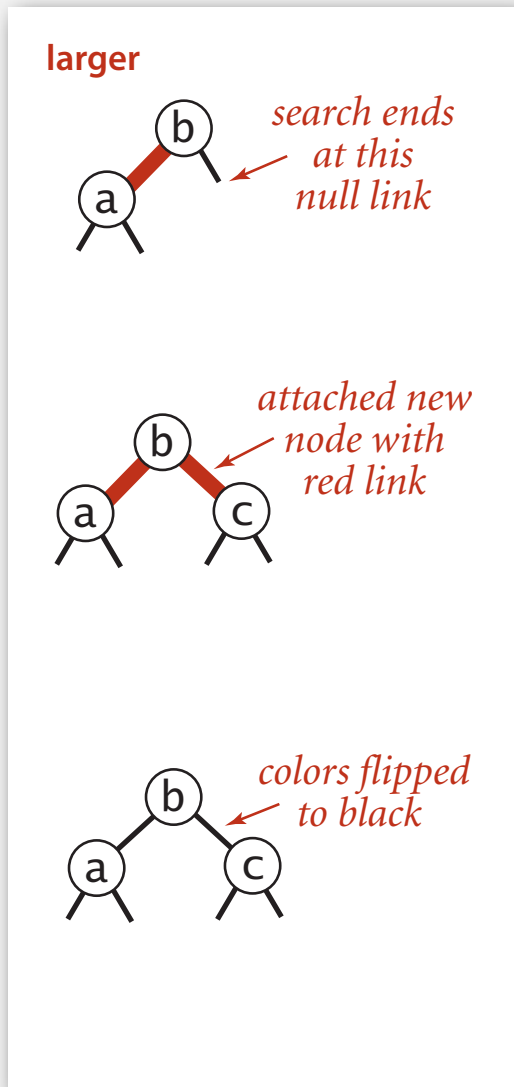 larger
b
search ends
at this
null link
a
attached new
node with
red link
b
a
c
colors flipped
to black
b
a
c